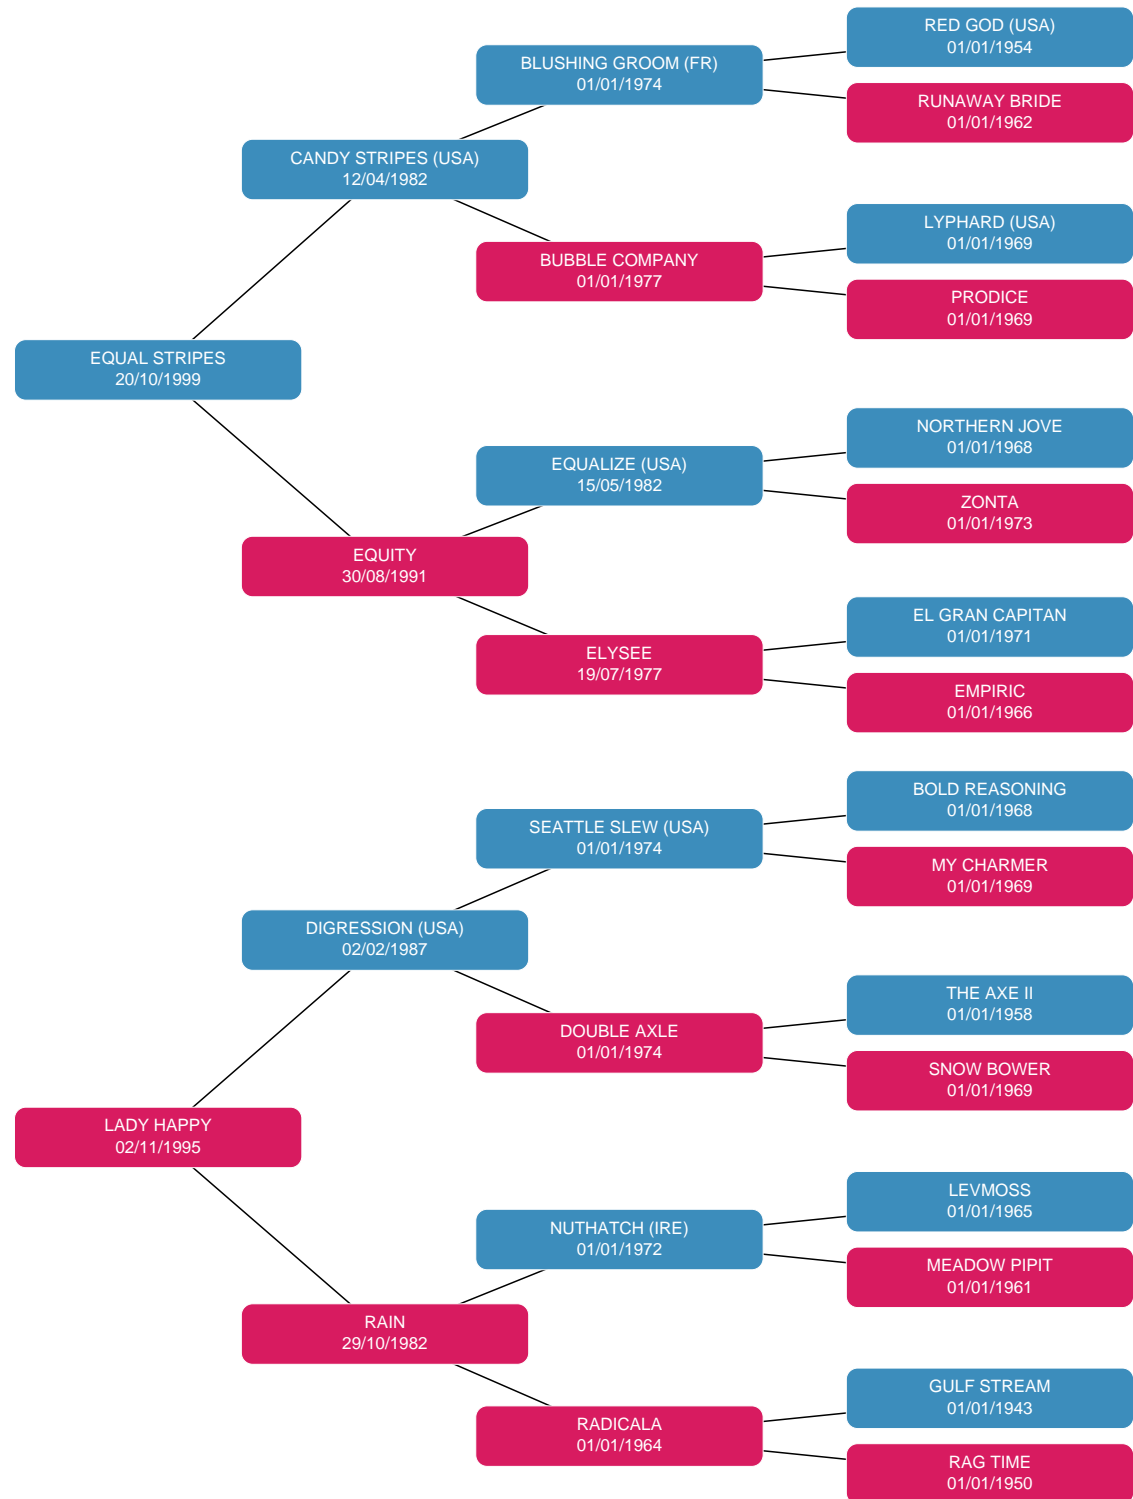 RED GOD (USA)
01/01/1954
BLUSHING GROOM (FR)
01/01/1974
RUNAWAY BRIDE
01/01/1962
CANDY STRIPES (USA)
12/04/1982
LYPHARD (USA)
01/01/1969
BUBBLE COMPANY
01/01/1977
PRODICE
01/01/1969
EQUAL STRIPES
20/10/1999
NORTHERN JOVE
01/01/1968
EQUALIZE (USA)
15/05/1982
ZONTA
01/01/1973
EQUITY
30/08/1991
EL GRAN CAPITAN
01/01/1971
ELYSEE
19/07/1977
EMPIRIC
01/01/1966
BOLD REASONING
01/01/1968
SEATTLE SLEW (USA)
01/01/1974
MY CHARMER
01/01/1969
DIGRESSION (USA)
02/02/1987
THE AXE II
01/01/1958
DOUBLE AXLE
01/01/1974
SNOW BOWER
01/01/1969
LADY HAPPY
02/11/1995
LEVMOSS
01/01/1965
NUTHATCH (IRE)
01/01/1972
MEADOW PIPIT
01/01/1961
RAIN
29/10/1982
GULF STREAM
01/01/1943
RADICALA
01/01/1964
RAG TIME
01/01/1950